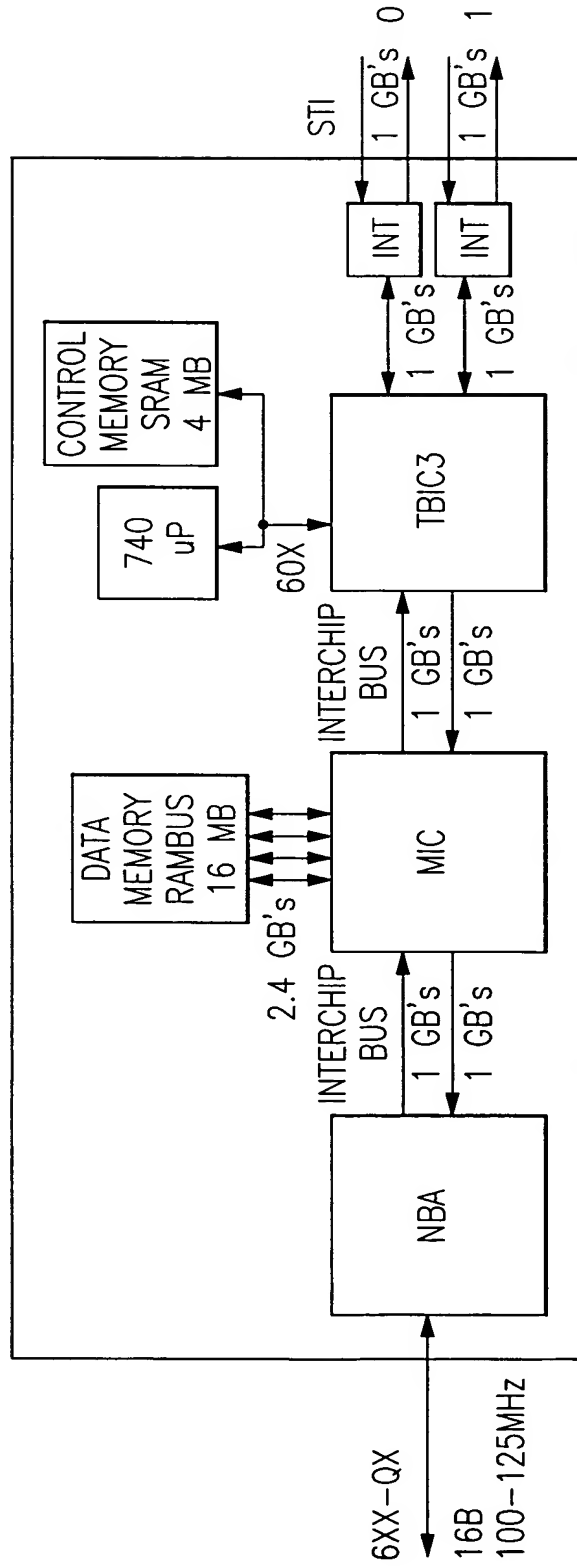 6XX-QX
16B
100-125MHz
NBA
INTERCHIP
BUS
1 GB's
1 GB's
DATA
MEMORY
RAMBUS
16 MB
2.4 GB's
MIC
INTERCHIP
BUS
1 GB's
1 GB's
740
uP
CONTROL
MEMORY
SRAM
4 MB
60X
TBIC3
1 GB's
1 GB's
INT
INT
STI
1 GB's 0
1 GB's 1